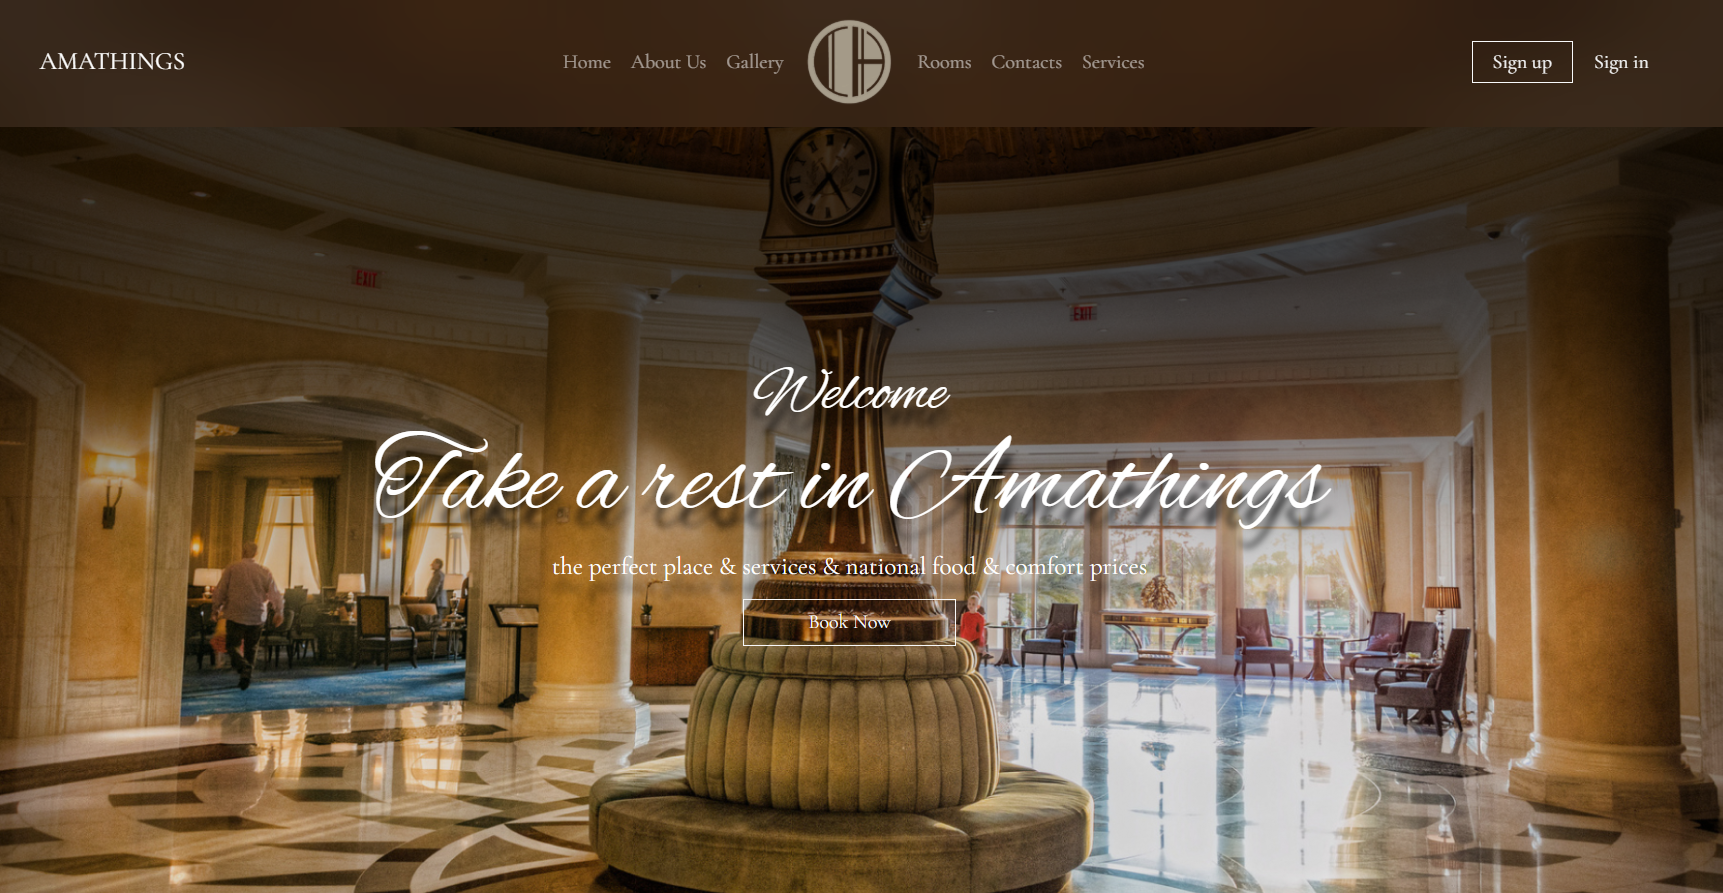 AMATHINGS
Home About Us Gallery Rooms Contacts Services
Sign up Sign in
EXIT
EXIT
Welcome
Take a rest in Amathings
the perfect place & services & national food & comfort prices
Book Now